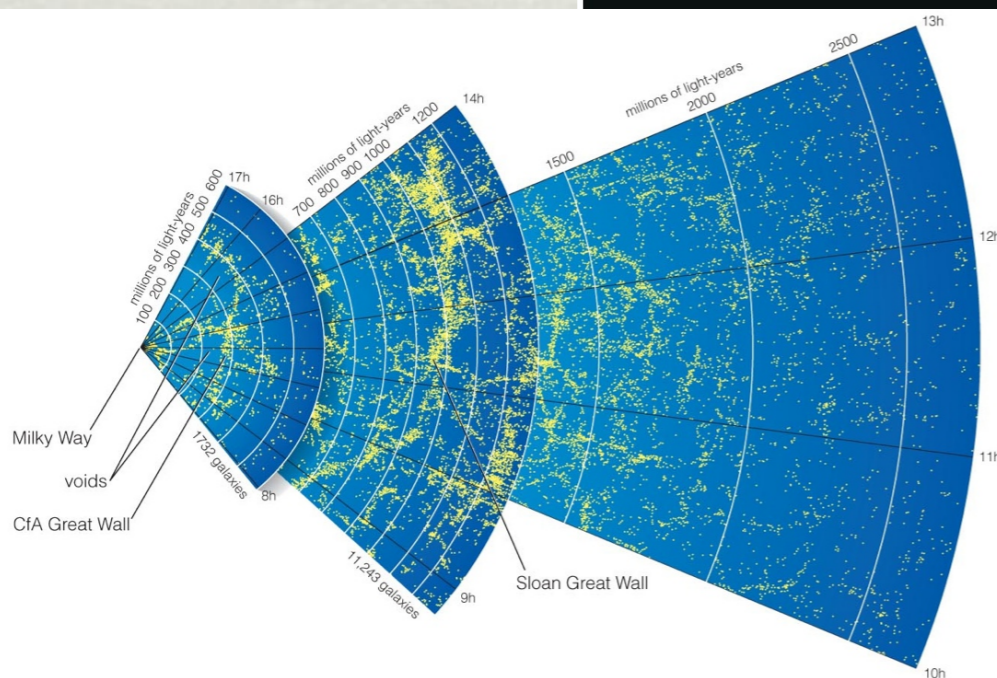 millions of light-years
100 200 300 400 500 600
17h
16h
8h
1732 galaxies
Milky Way
voids
CfA Great Wall
millions of light-years
700 800 900 1000 1200
14h
9h
11,243 galaxies
Sloan Great Wall
millions of light-years
1500 2000 2500
13h
12h
11h
10h